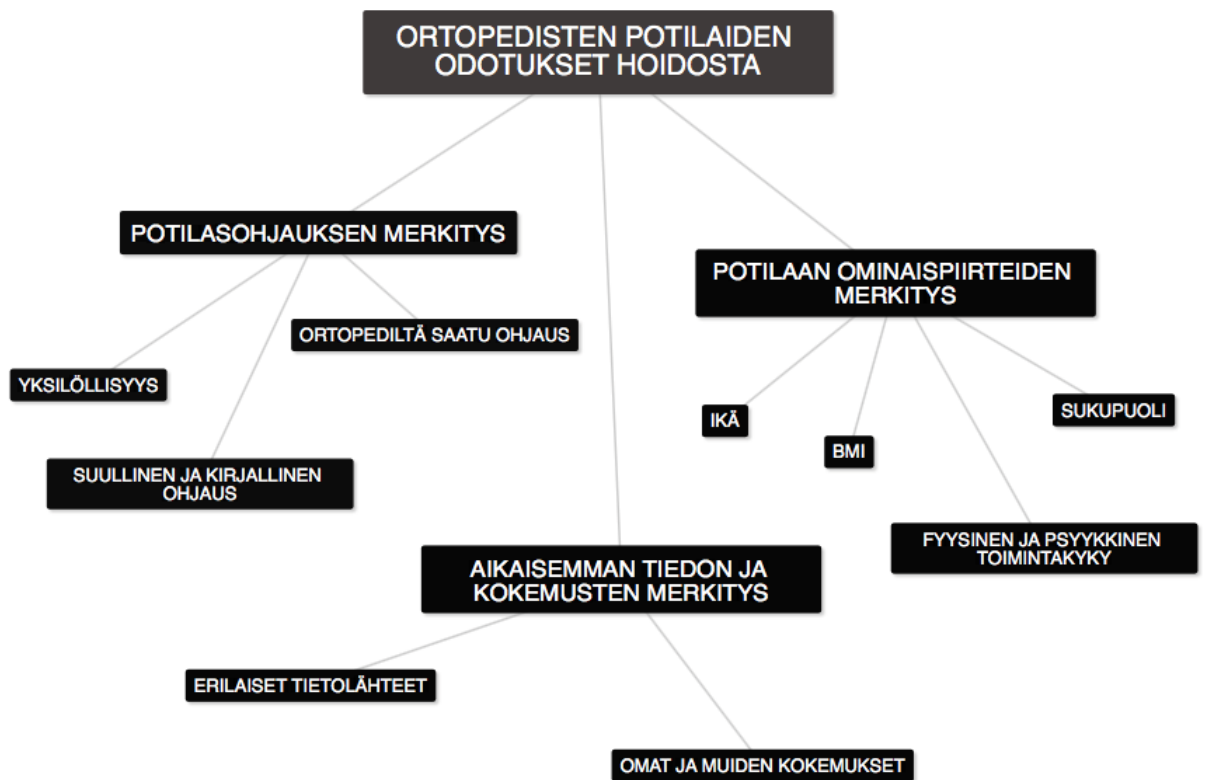 ORTOPEDISTEN POTILAIDEN
ODOTUKSET HOIDOSTA
POTILASOHJAUKSEN MERKITYS
POTILAAN OMINAISPIIRTEIDEN
MERKITYS
ORTOPEDILTÄ SAATU OHJAUS
YKSILÖLLISYYS
SUKUPUOLI
IKÄ
BMI
SUULLINEN JA KIRJALLINEN
OHJAUS
FYYSINEN JA PSYYKKINEN
TOIMINTAKYKY
AIKAISEMMAN TIEDON JA
KOKEMUSTEN MERKITYS
ERILAISET TIETOLÄHTEET
OMAT JA MUIDEN KOKEMUKSET